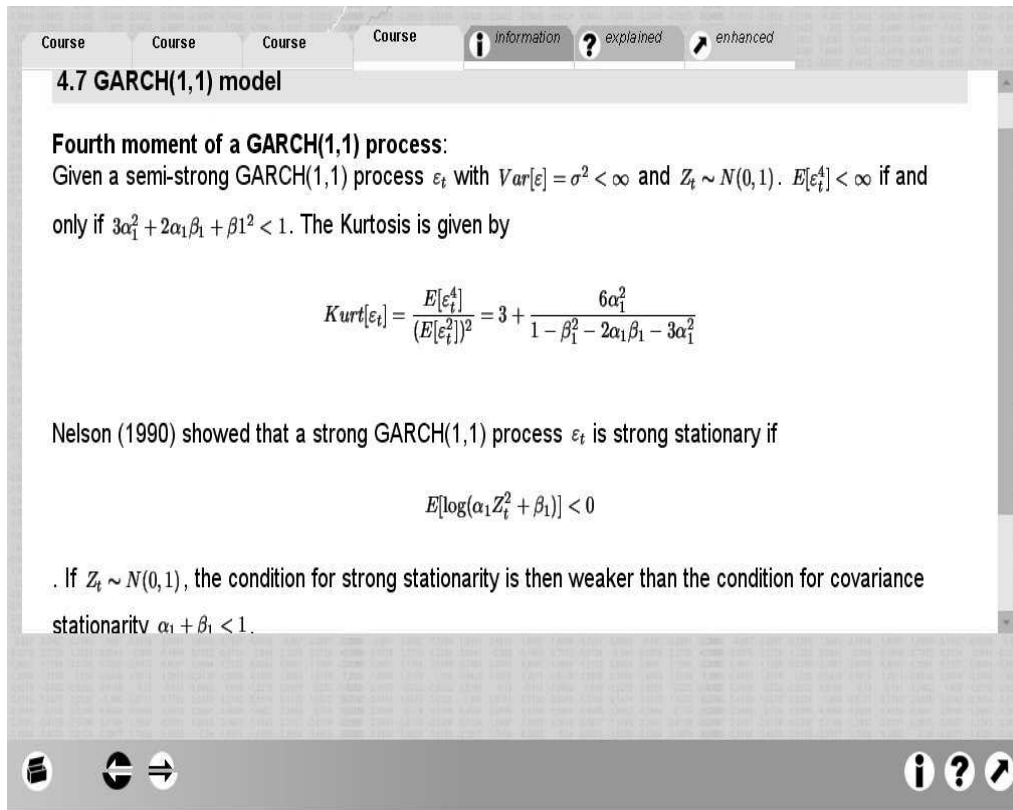 Course Course Course Course information explained enhanced
4.7 GARCH(1,1) model
Fourth moment of a GARCH(1,1) process:
Given a semi-strong GARCH(1,1) process εₜ with Var[ε] = σ² < ∞ and Zₜ ~ N(0, 1). E[εₜ⁴] < ∞ if and
only if 3α₁² + 2α₁β₁ + β1² < 1. The Kurtosis is given by
Kurt[εₜ] = E[εₜ⁴] / (E[εₜ²])² = 3 + 6α₁² / (1 − β₁² − 2α₁β₁ − 3α₁²)
Nelson (1990) showed that a strong GARCH(1,1) process εₜ is strong stationary if
E[log(α₁Zₜ² + β₁)] < 0
. If Zₜ ~ N(0, 1), the condition for strong stationarity is then weaker than the condition for covariance
stationarity α₁ + β₁ < 1.